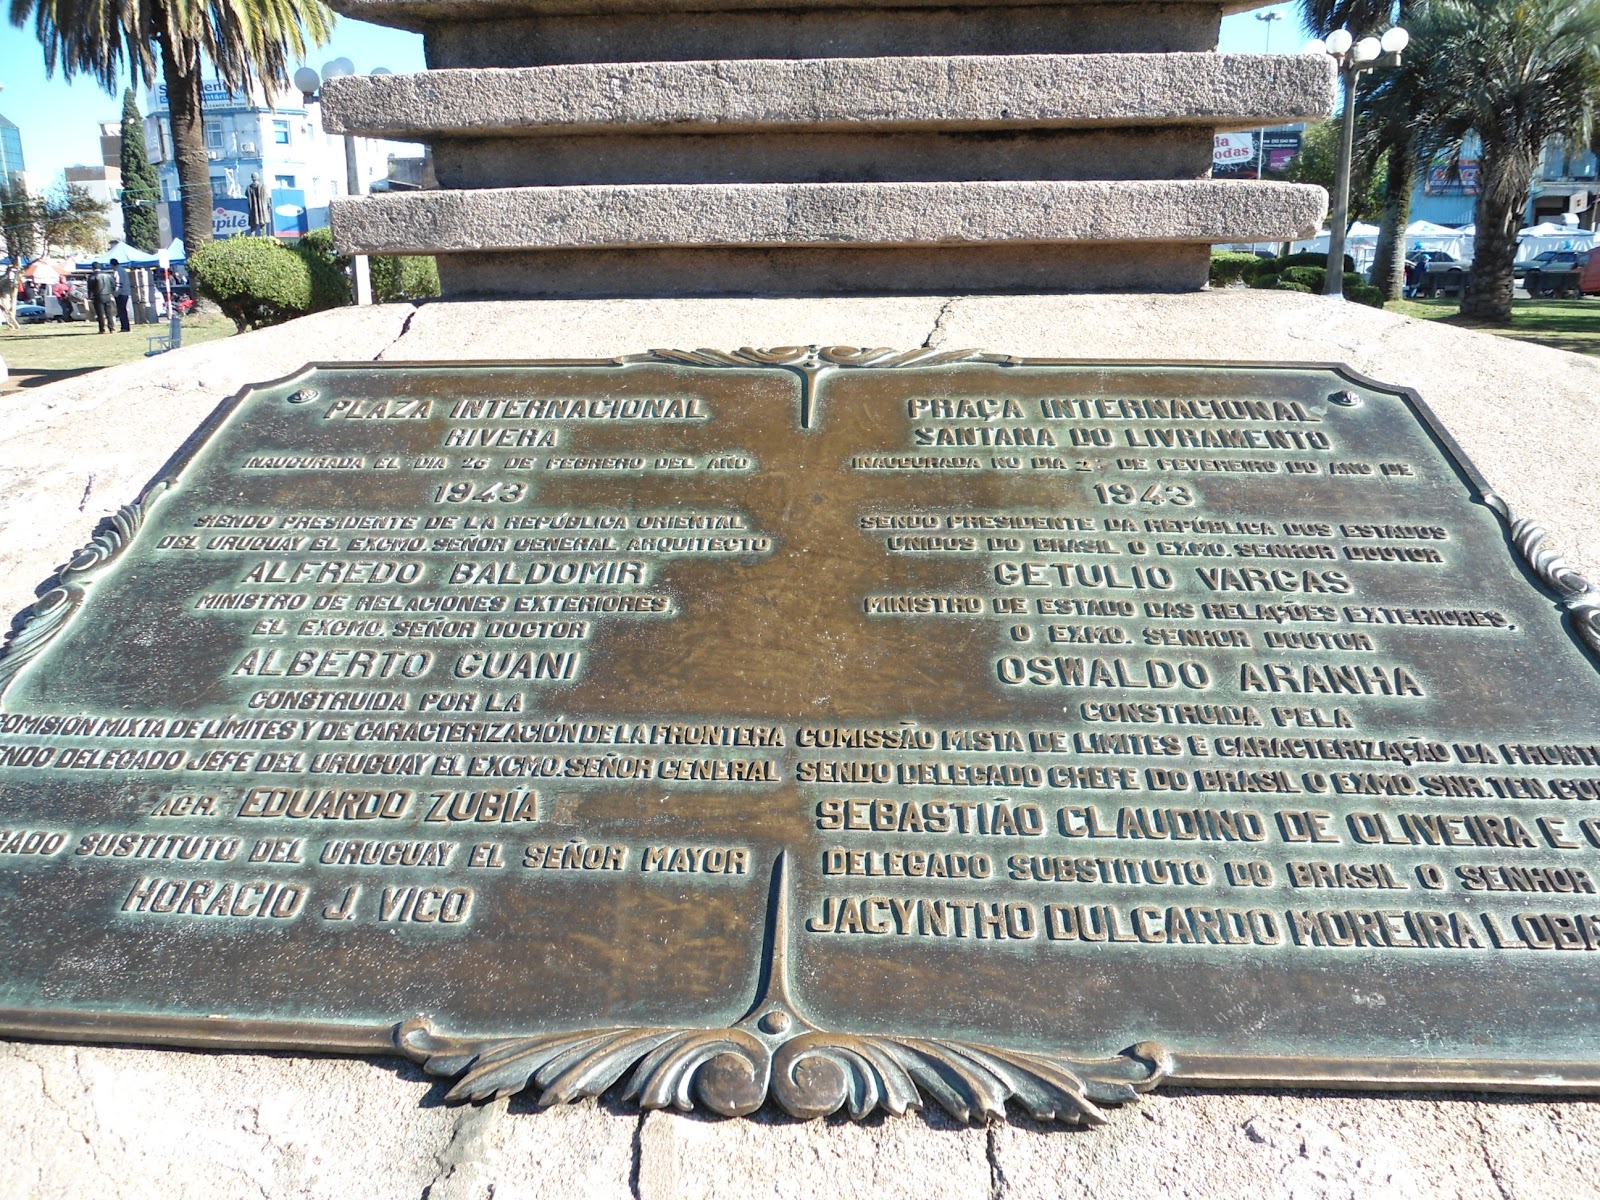 PLAZA INTERNACIONAL
RIVERA
INAUGURADA EL DIA 26 DE FEBRERO DEL AÑO
1943
SIENDO PRESIDENTE DE LA REPÚBLICA ORIENTAL
DEL URUGUAY EL EXCMO. SEÑOR GENERAL ARQUITECTO
ALFREDO BALDOMIR
MINISTRO DE RELACIONES EXTERIORES,
EL EXCMO. SEÑOR DOCTOR
ALBERTO GUANI
CONSTRUIDA POR LA
COMISIÓN MIXTA DE LÍMITES Y DE CARACTERIZACIÓN DE LA FRONTERA
DELEGADO JEFE DEL URUGUAY EL EXCMO. SEÑOR GENERAL
AGR. EDUARDO ZUBÍA
SUSTITUTO DEL URUGUAY EL SEÑOR MAYOR
HORACIO J. VICO
PRAÇA INTERNACIONAL
SANTANA DO LIVRAMENTO
INAUGURADA NO DIA DE FEVEREIRO DO ANO DE
1943
SENDO PRESIDENTE DA REPÚBLICA DOS ESTADOS
UNIDOS DO BRASIL O EXMO. SENHOR DOUTOR
GETULIO VARGAS
MINISTRO DE ESTADO DAS RELAÇÕES EXTERIORES,
O EXMO. SENHOR DOUTOR
OSWALDO ARANHA
CONSTRUIDA PELA
COMISSÃO MISTA DE LIMITES E CARACTERIZAÇÃO DA
SENDO DELEGADO CHEFE DO BRASIL O EXMO. SNR. TEN.
SEBASTIÃO CLAUDINO DE OLIVEIRA E
DELEGADO SUBSTITUTO DO BRASIL O SENHOR
JACYNTHO DULCARDO MOREIRA